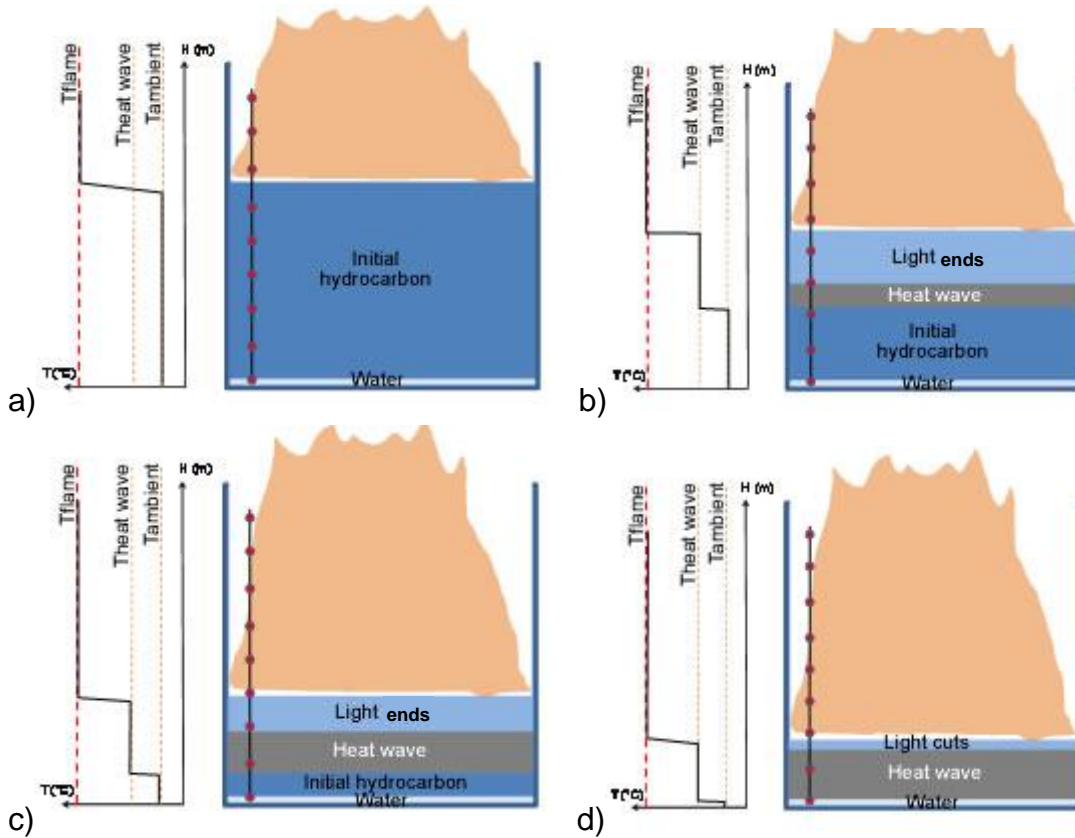 Tflame
Theat wave
Tambient
H (m)
T(°C)
Initial
hydrocarbon
Water
a)
Tflame
Theat wave
Tambient
H (m)
T(°C)
Light ends
Heat wave
Initial
hydrocarbon
Water
b)
Tflame
Theat wave
Tambient
H (m)
T(°C)
Light ends
Heat wave
Initial hydrocarbon
Water
c)
Tflame
Theat wave
Tambient
H (m)
T(°C)
Light cuts
Heat wave
Water
d)